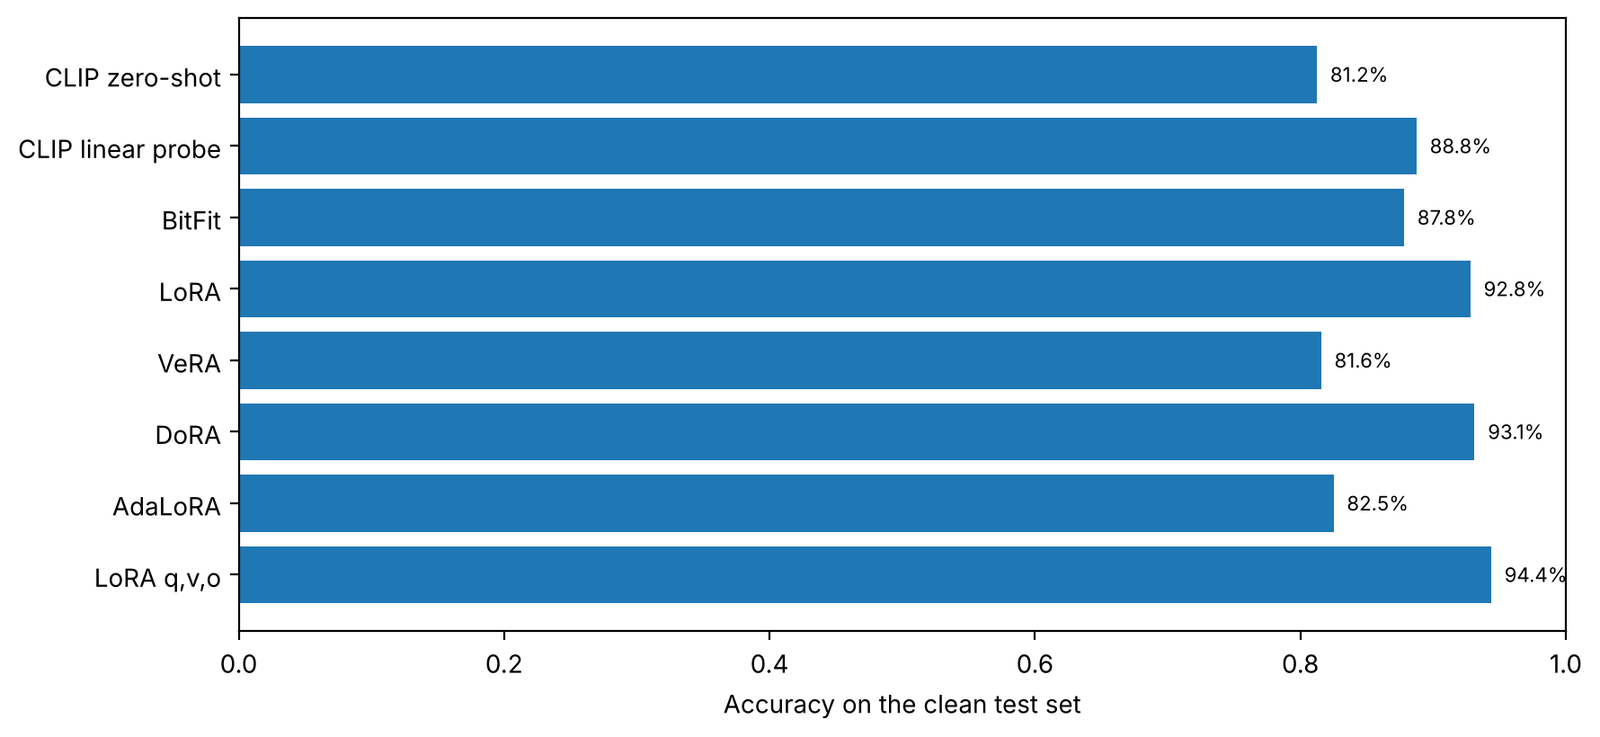 CLIP zero-shot 81.2%
CLIP linear probe 88.8%
BitFit 87.8%
LoRA 92.8%
VeRA 81.6%
DoRA 93.1%
AdaLoRA 82.5%
LoRA q,v,o 94.4%
0.0 0.2 0.4 0.6 0.8 1.0
Accuracy on the clean test set